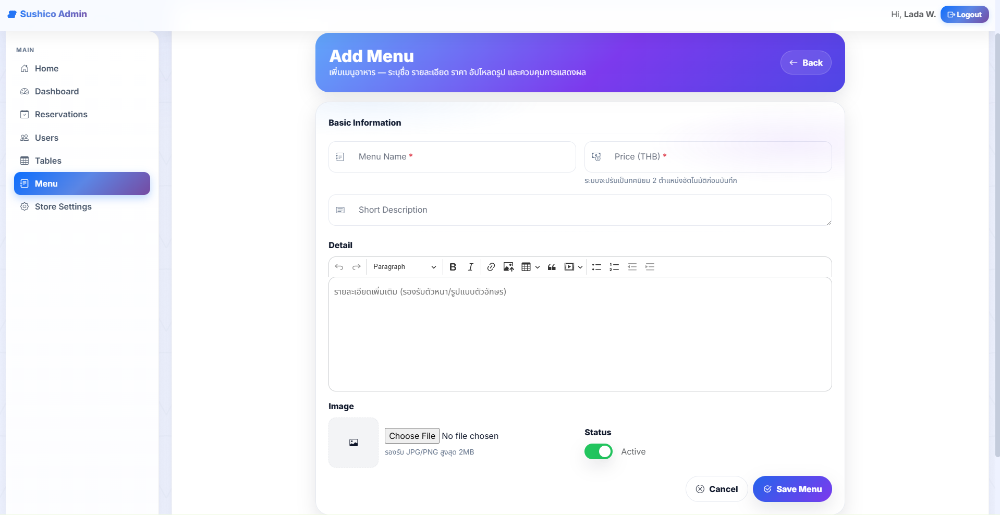 Sushico Admin
Hi, Lada W.
Logout
MAIN
Home
Dashboard
Reservations
Users
Tables
Menu
Store Settings
Add Menu
เพิ่มเมนูอาหาร — ระบุชื่อ รายละเอียด ราคา อัปโหลดรูป และควบคุมการแสดงผล
Back
Basic Information
Menu Name *
Price (THB) *
ระบบจะปรับเป็นทศนิยม 2 ตำแหน่งอัตโนมัติก่อนบันทึก
Short Description
Detail
Paragraph
รายละเอียดเพิ่มเติม (รองรับตัวหนา/รูปแบบตัวอักษร)
Image
Choose File No file chosen
รองรับ JPG/PNG สูงสุด 2MB
Status
Active
Cancel
Save Menu